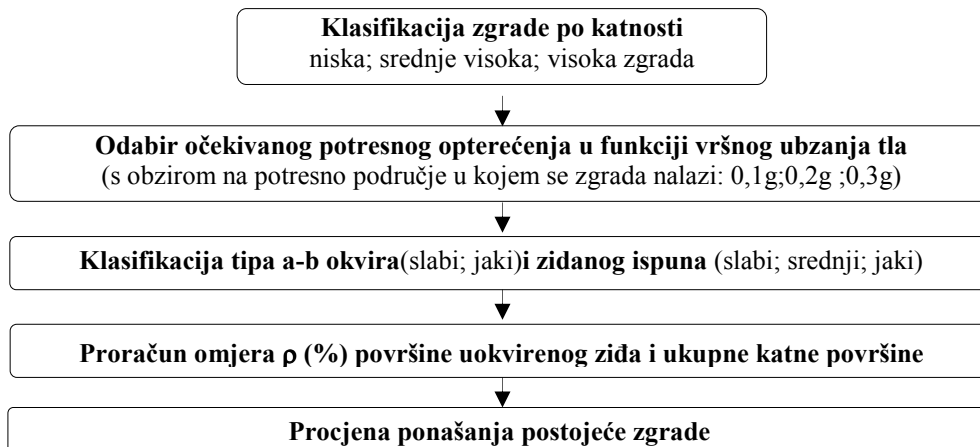 Klasifikacija zgrade po katnosti
niska; srednje visoka; visoka zgrada
Odabir očekivanog potresnog opterećenja u funkciji vršnog ubzanja tla
(s obzirom na potresno područje u kojem se zgrada nalazi: 0,1g;0,2g ;0,3g)
Klasifikacija tipa a-b okvira(slabi; jaki)i zidanog ispuna (slabi; srednji; jaki)
Proračun omjera ρ (%) površine uokvirenog ziđa i ukupne katne površine
Procjena ponašanja postojeće zgrade